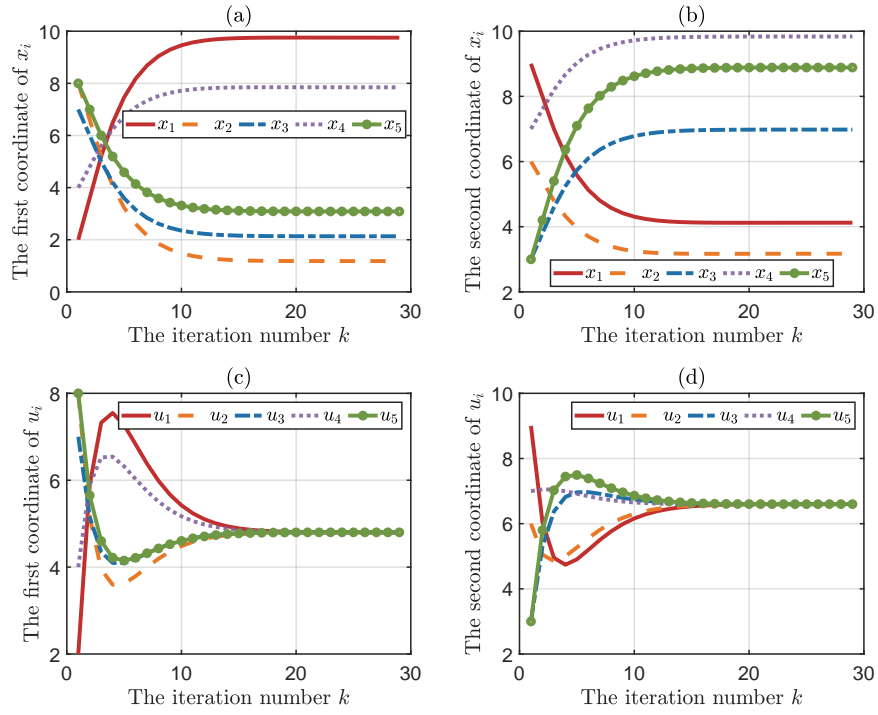 (a)
The first coordinate of x_i
10
8
6
4
2
0
x_1 x_2 x_3 x_4 x_5
0 10 20 30
The iteration number k
(b)
The second coordinate of x_i
10
8
6
4
2
x_1 x_2 x_3 x_4 x_5
0 10 20 30
The iteration number k
(c)
The first coordinate of u_i
8
6
4
2
u_1 u_2 u_3 u_4 u_5
0 10 20 30
The iteration number k
(d)
The second coordinate of u_i
10
8
6
4
2
u_1 u_2 u_3 u_4 u_5
0 10 20 30
The iteration number k